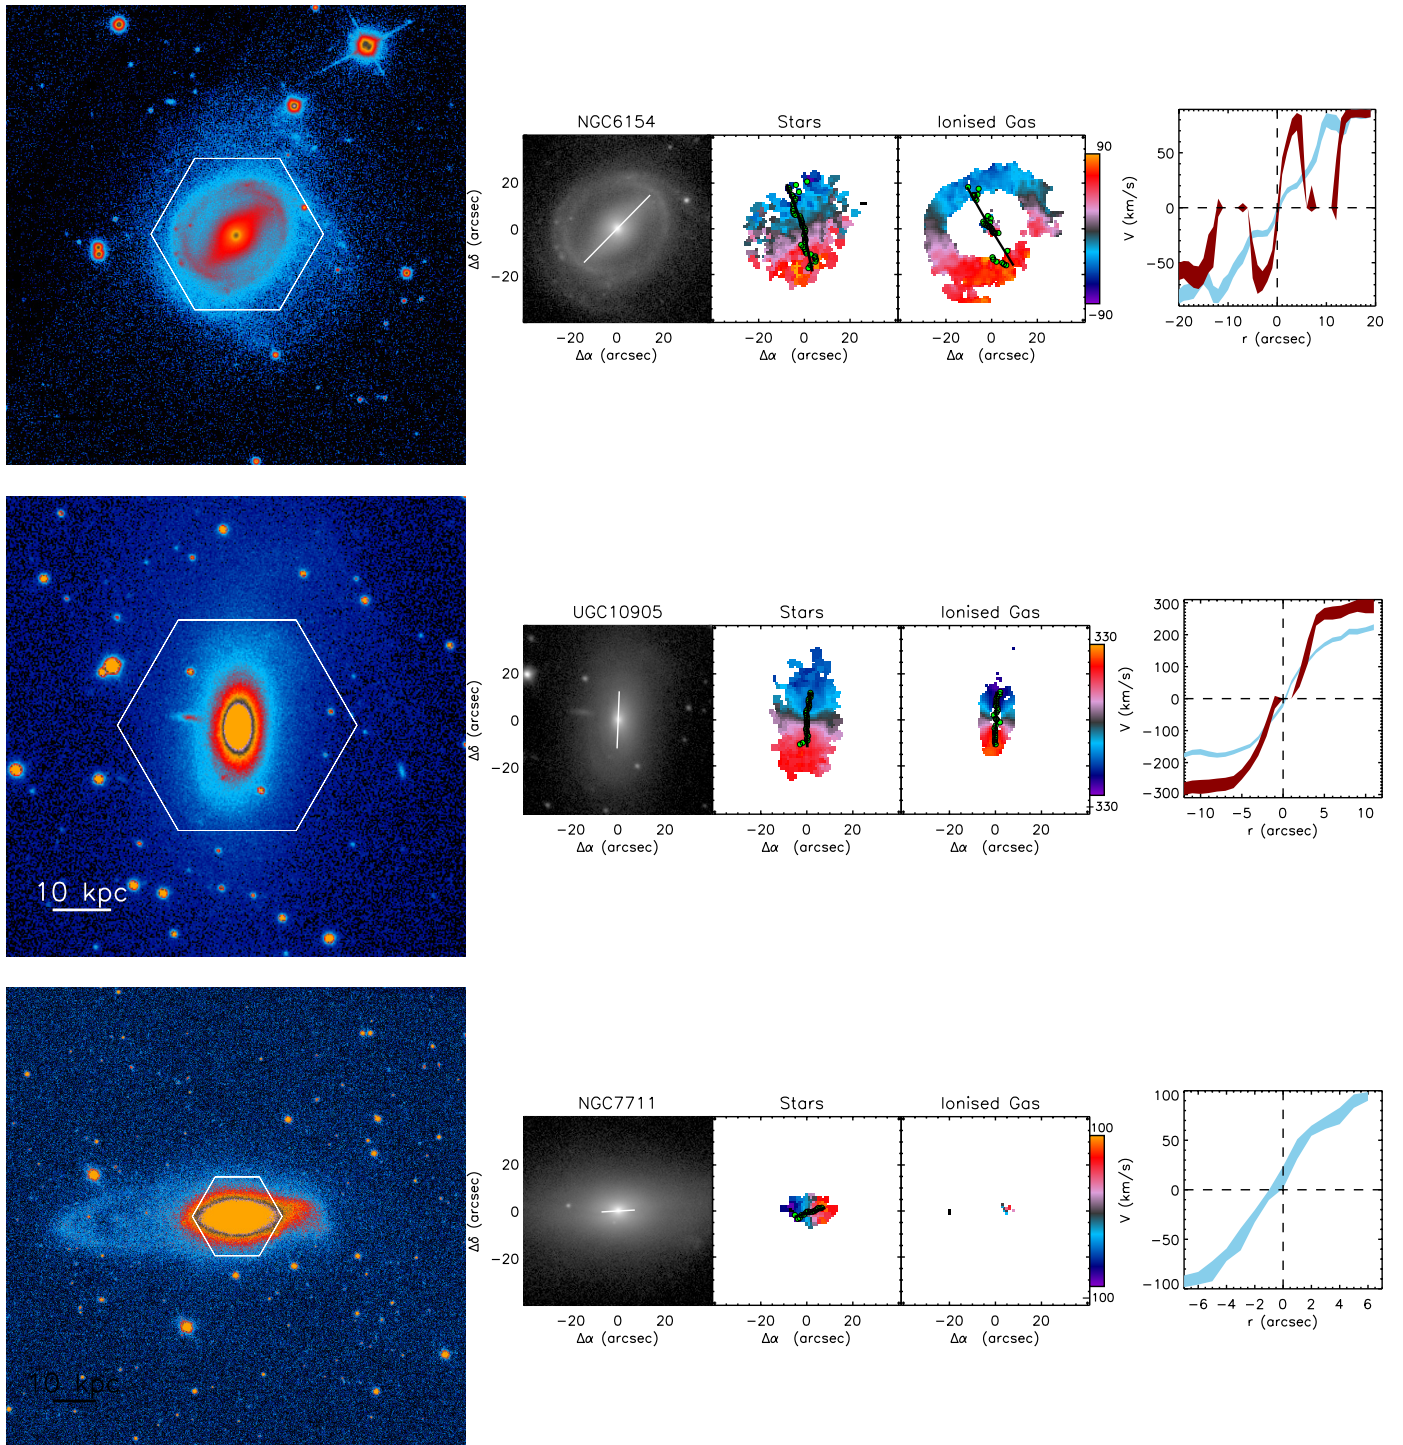 NGC6154 Stars Ionised Gas
90
−90
20
0
−20
Δδ (arcsec)
−20 0 20 −20 0 20 −20 0 20
Δα (arcsec) Δα (arcsec) Δα (arcsec)
V (km/s)
50
0
−50
−20 −10 0 10 20
r (arcsec)
10 kpc
UGC10905 Stars Ionised Gas
330
−330
20
0
−20
Δδ (arcsec)
−20 0 20 −20 0 20 −20 0 20
Δα (arcsec) Δα (arcsec) Δα (arcsec)
V (km/s)
300
200
100
0
−100
−200
−300
−10 −5 0 5 10
r (arcsec)
10 kpc
NGC7711 Stars Ionised Gas
100
−100
20
0
−20
Δδ (arcsec)
−20 0 20 −20 0 20 −20 0 20
Δα (arcsec) Δα (arcsec) Δα (arcsec)
V (km/s)
100
50
0
−50
−100
−6 −4 −2 0 2 4 6
r (arcsec)